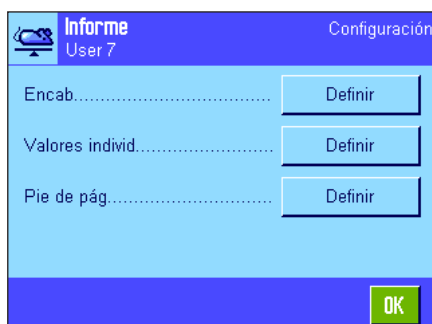 Informe
Configuración
User 7
Encab................................... Definir
Valores individ......................... Definir
Pie de pág.............................. Definir
OK